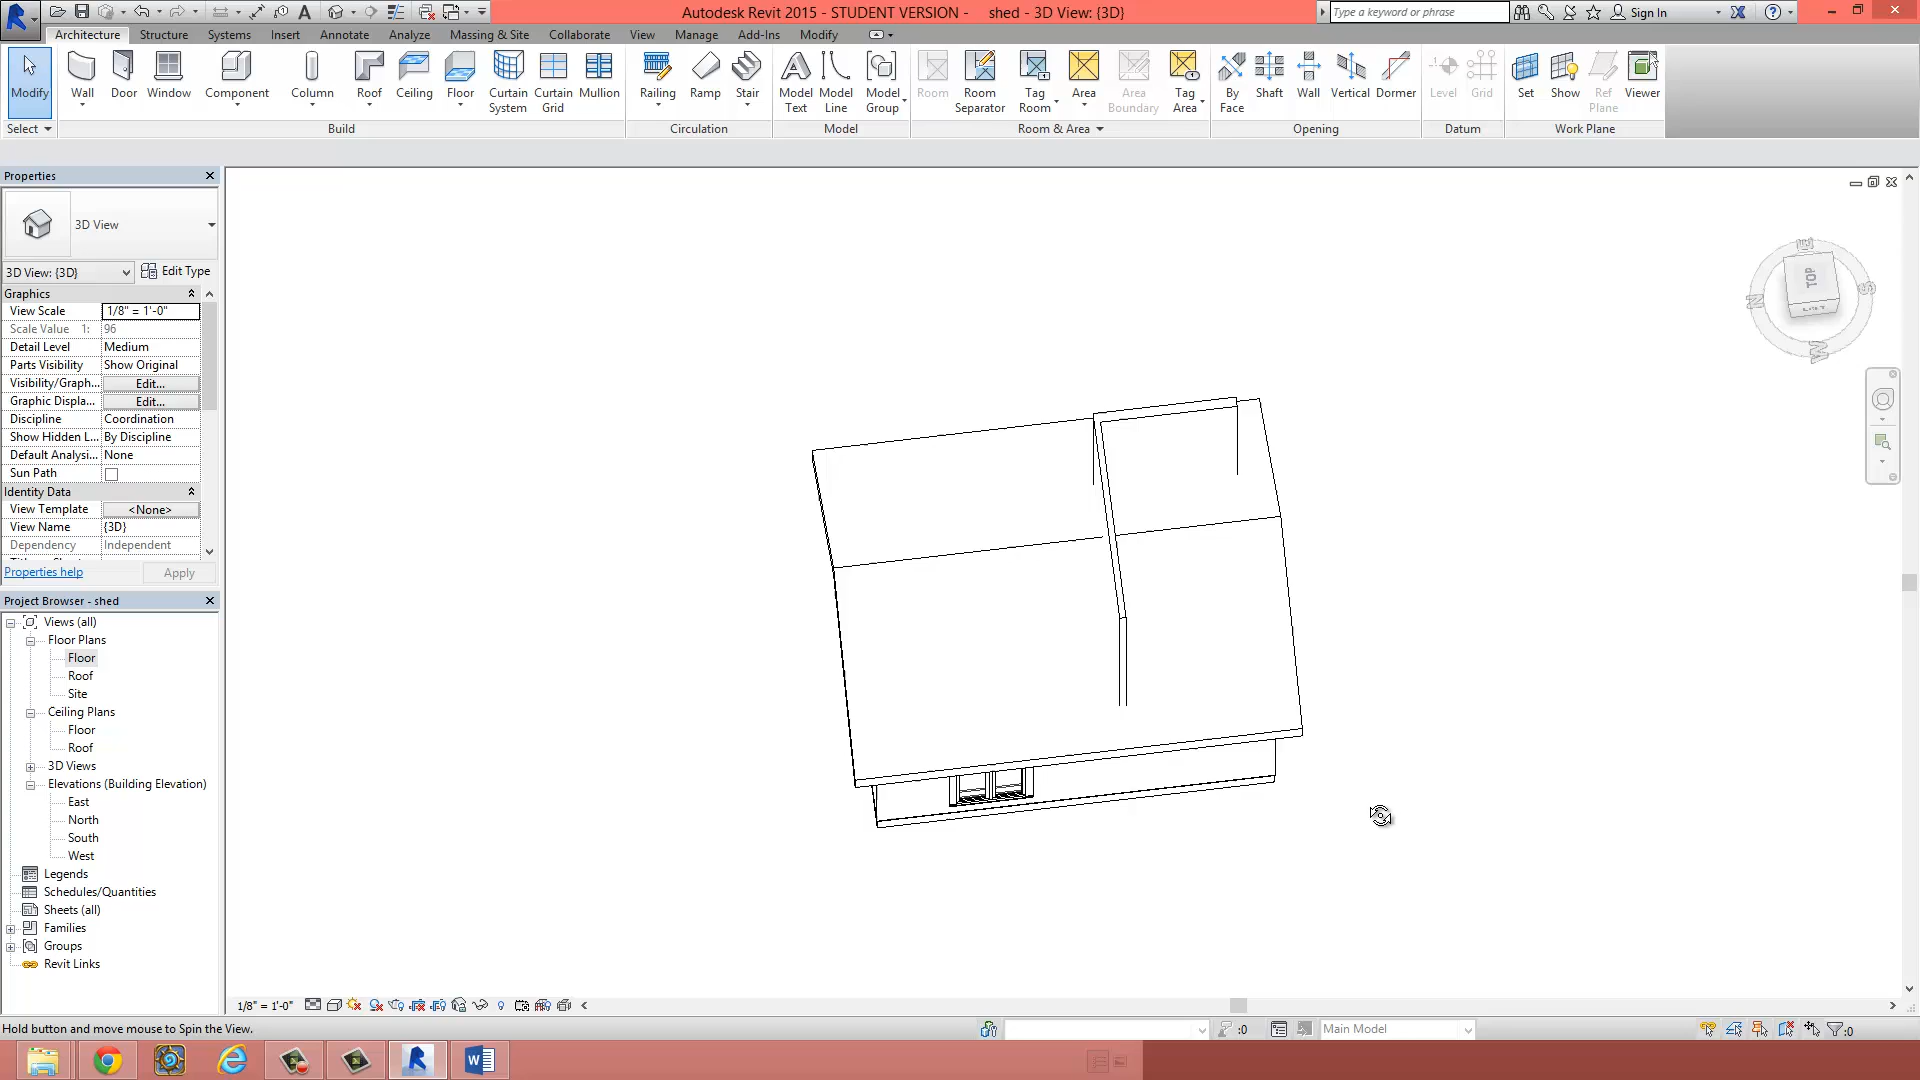 Autodesk Revit 2015 - STUDENT VERSION - shed - 3D View: {3D}
Type a keyword or phrase
Sign In
Architecture Structure Systems Insert Annotate Analyze Massing & Site Collaborate View Manage Add-Ins Modify
Modify Wall Door Window Component Column Roof Ceiling Floor Curtain System Curtain Grid Mullion Railing Ramp Stair Model Text Model Line Model Group Room Room Separator Tag Room Area Area Boundary Tag Area By Face Shaft Wall Vertical Dormer Level Grid Set Show Ref Plane Viewer
Select Build Circulation Model Room & Area Opening Datum Work Plane
Properties
3D View
3D View: {3D} Edit Type
Graphics
View Scale 1/8" = 1'-0"
Scale Value 1: 96
Detail Level Medium
Parts Visibility Show Original
Visibility/Graph... Edit...
Graphic Displa... Edit...
Discipline Coordination
Show Hidden L... By Discipline
Default Analysi... None
Sun Path
Identity Data
View Template <None>
View Name {3D}
Dependency Independent
Properties help Apply
Project Browser - shed
Views (all)
Floor Plans
Floor
Roof
Site
Ceiling Plans
Floor
Roof
3D Views
Elevations (Building Elevation)
East
North
South
West
Legends
Schedules/Quantities
Sheets (all)
Families
Groups
Revit Links
E
TOP
N
S
W
1/8" = 1'-0"
Hold button and move mouse to Spin the View.
:0
Main Model
:0